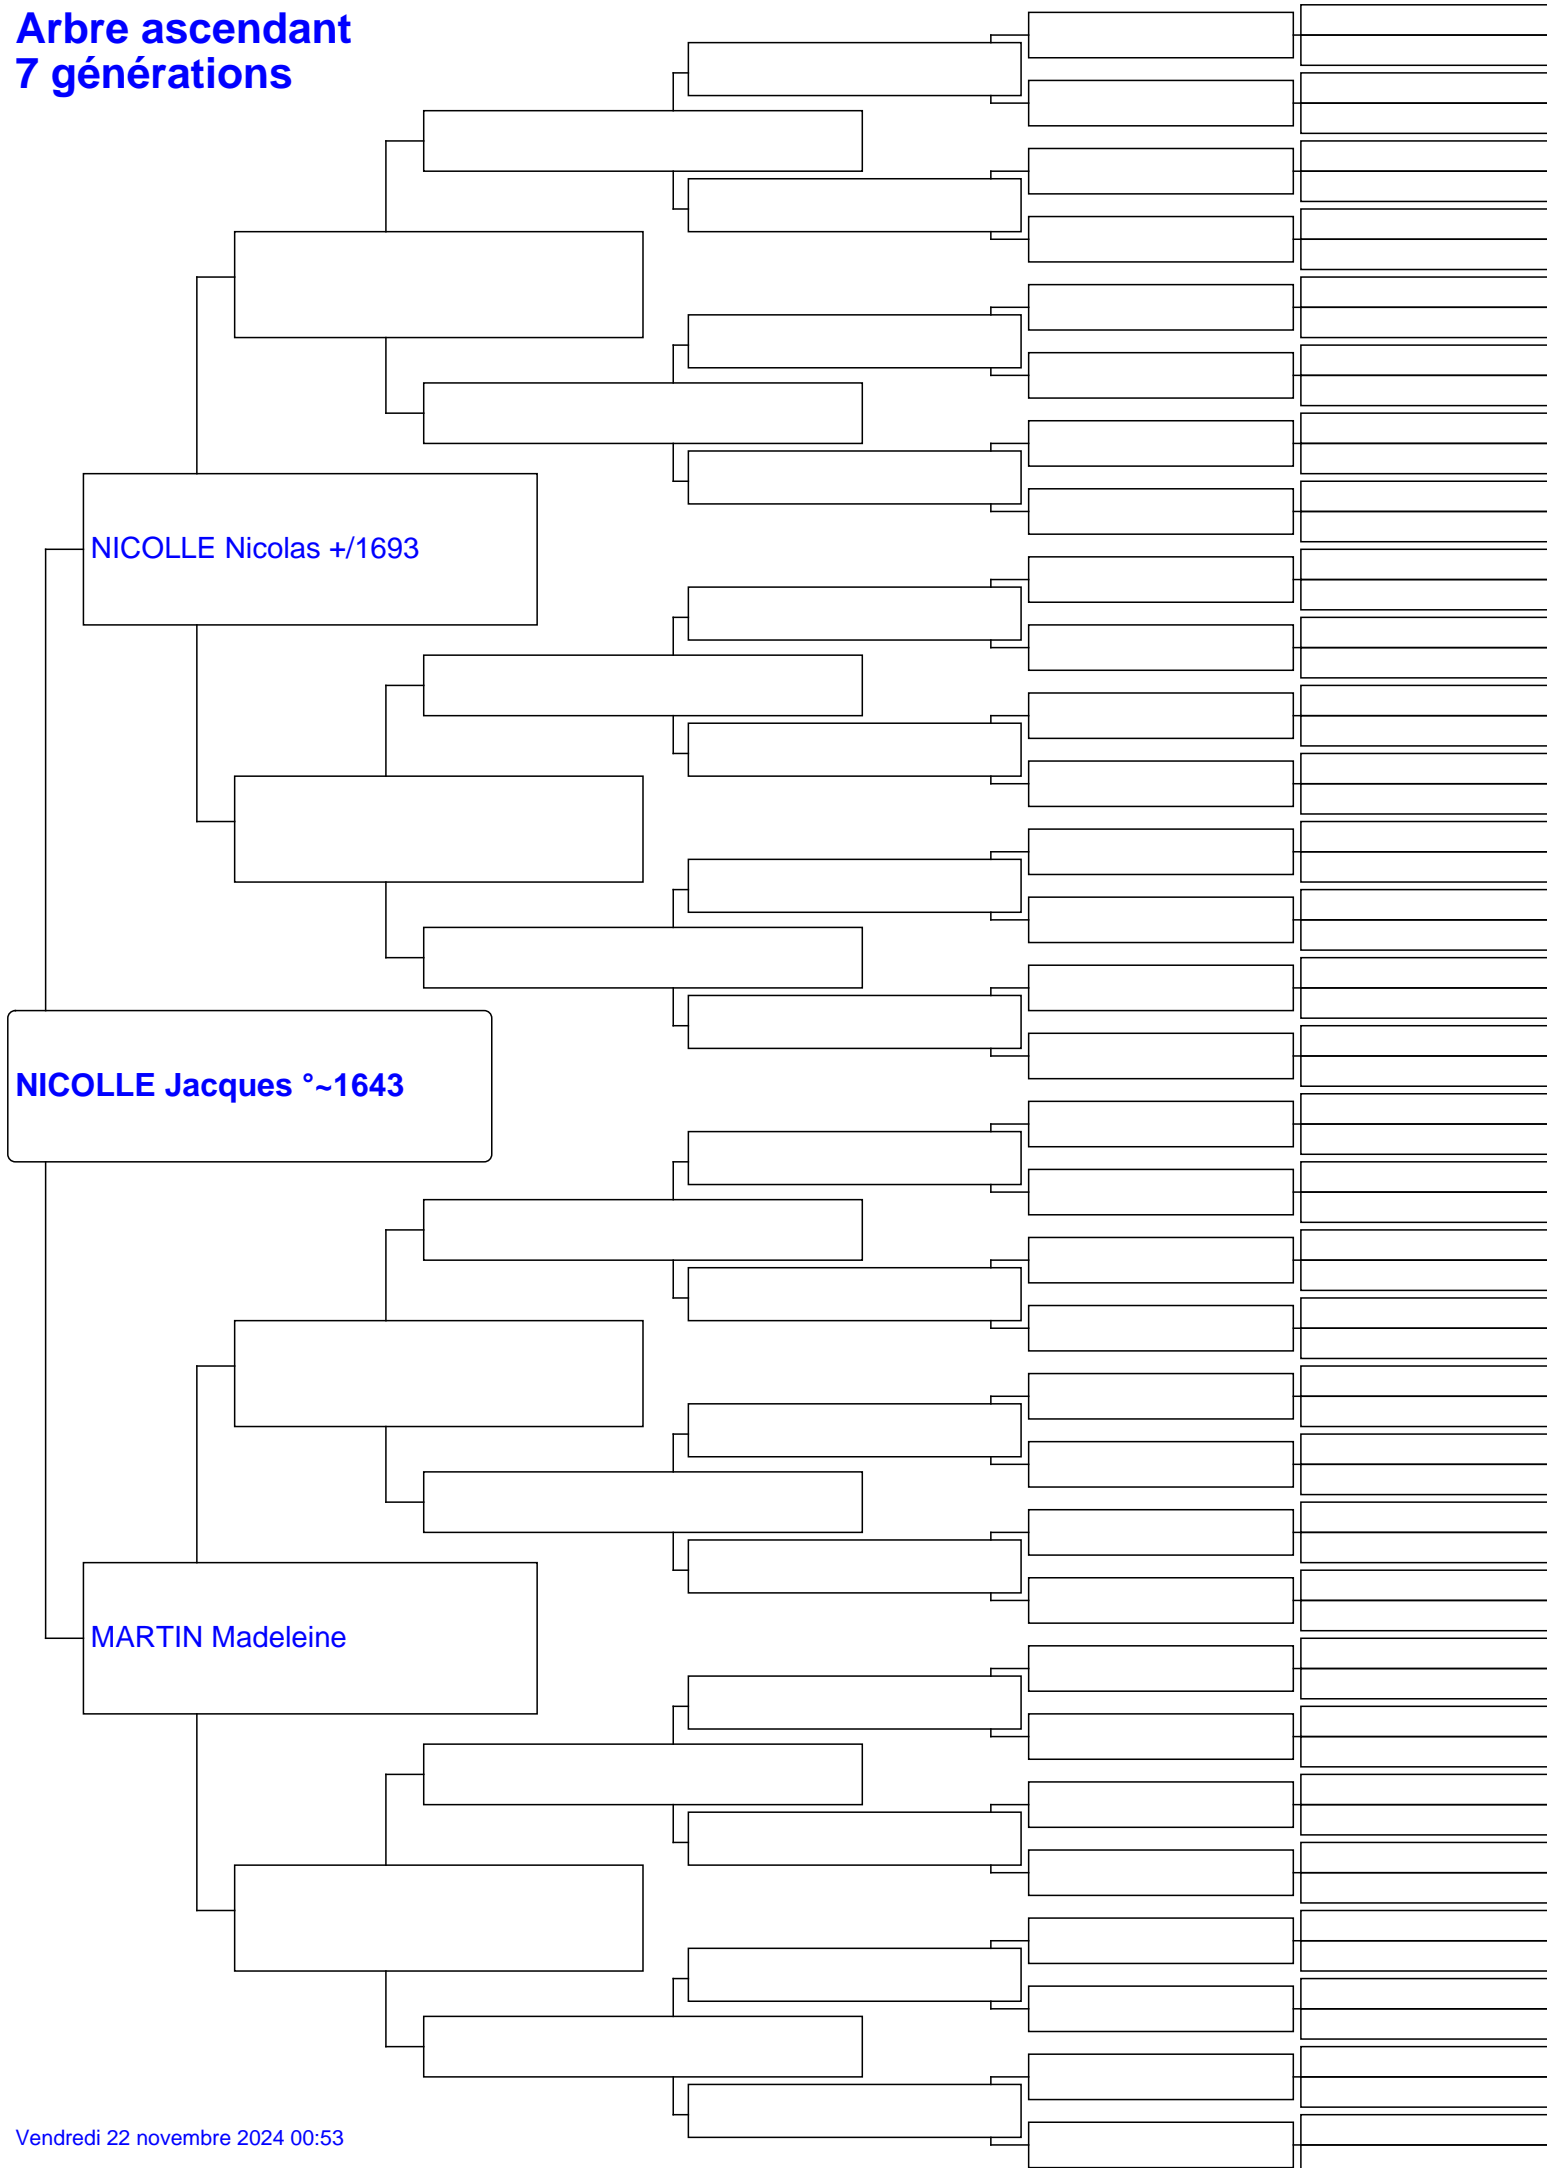 Arbre ascendant
7 générations
NICOLLE Nicolas +/1693
NICOLLE Jacques °~1643
MARTIN Madeleine
Vendredi 22 novembre 2024 00:53